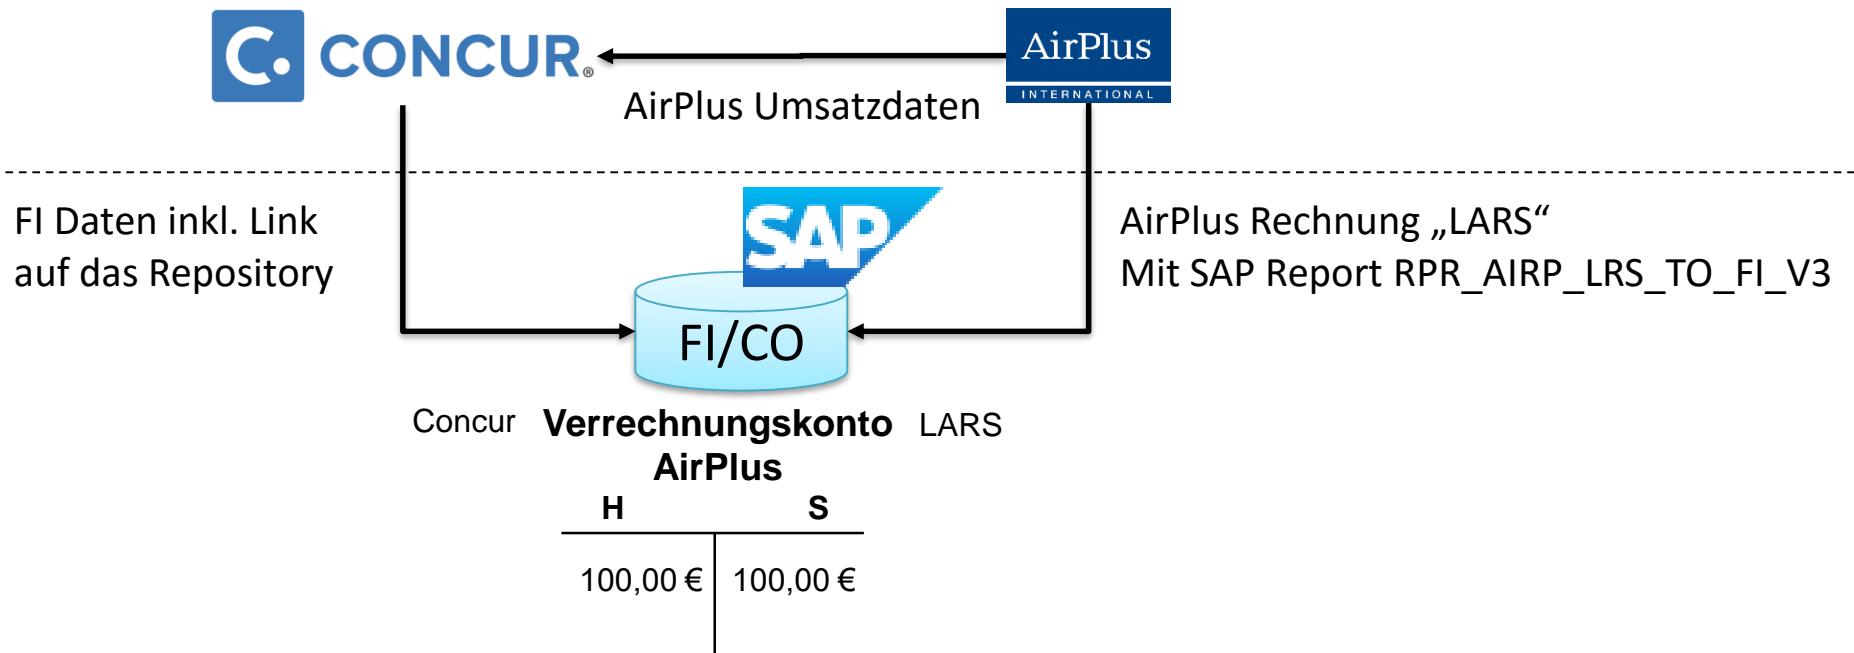 C. CONCUR®
AirPlus
INTERNATIONAL
AirPlus Umsatzdaten
FI Daten inkl. Link
auf das Repository
SAP
AirPlus Rechnung „LARS“
Mit SAP Report RPR_AIRP_LRS_TO_FI_V3
FI/CO
Concur Verrechnungskonto LARS
AirPlus
H S
100,00 € 100,00 €